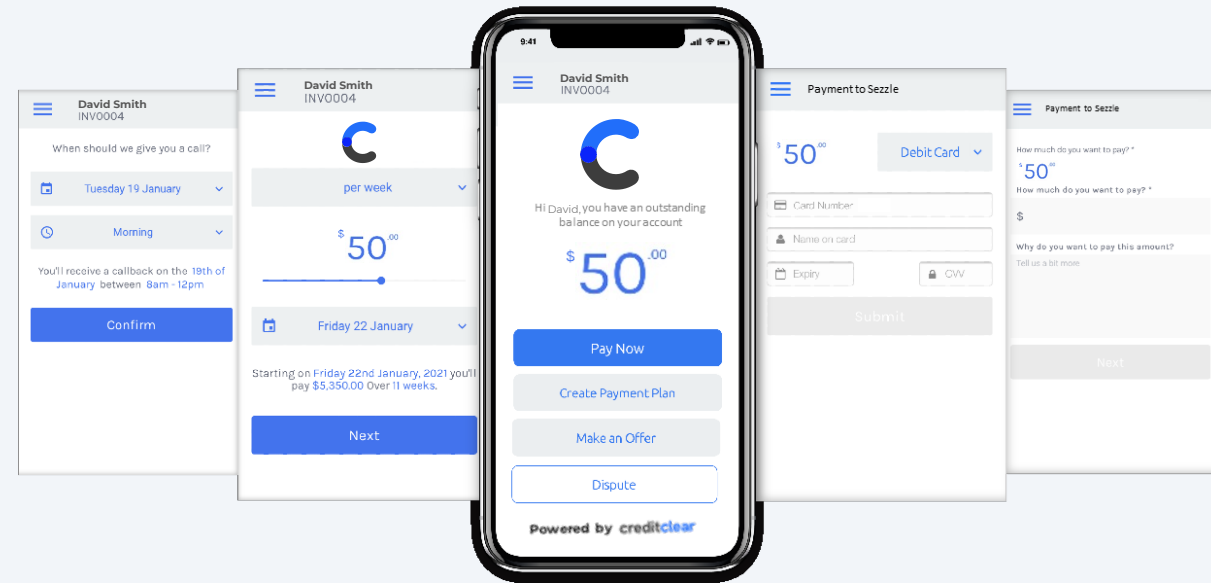 David Smith
INV0004
When should we give you a call?
Tuesday 19 January
Morning
You'll receive a callback on the 19th of
January between 8am - 12pm
Confirm
David Smith
INV0004
per week
$50.00
Friday 22 January
Starting on Friday 22nd January, 2021 you'll
pay $5,350.00 Over 11 weeks.
Next
9:41
David Smith
INV0004
Hi David, you have an outstanding
balance on your account
$50.00
Pay Now
Create Payment Plan
Make an Offer
Dispute
Powered by creditclear
Payment to Sezzle
$50.00
Debit Card
Card Number
Name on card
Expiry
CVV
Submit
Payment to Sezzle
How much do you want to pay? *
$50.00
How much do you want to pay? *
$
Why do you want to pay this amount?
Tell us a bit more
Next